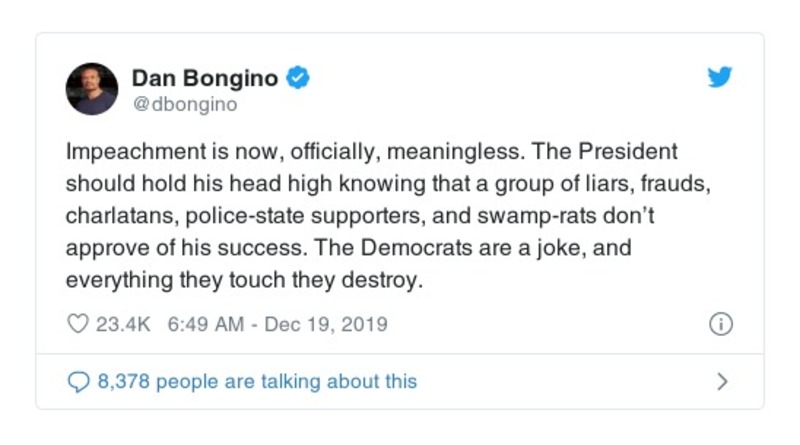 Dan Bongino
@dbongino
Impeachment is now, officially, meaningless. The President
should hold his head high knowing that a group of liars, frauds,
charlatans, police-state supporters, and swamp-rats don't
approve of his success. The Democrats are a joke, and
everything they touch they destroy.
23.4K 6:49 AM - Dec 19, 2019
8,378 people are talking about this